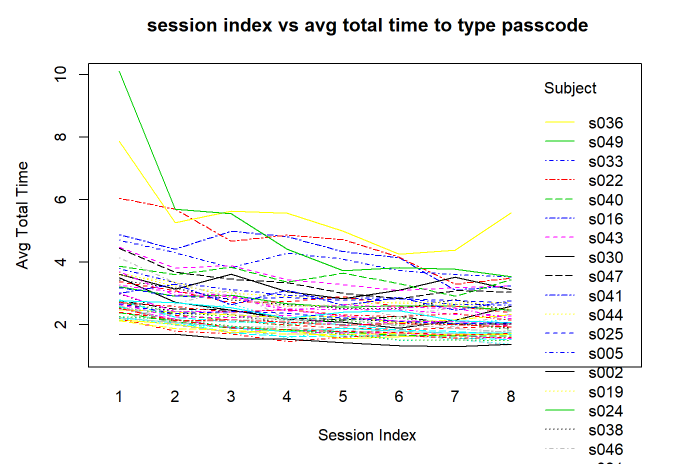 session index vs avg total time to type passcode
Avg Total Time
10
8
6
4
2
1 2 3 4 5 6 7 8
Session Index
Subject
s036
s049
s033
s022
s040
s016
s043
s030
s047
s041
s044
s025
s005
s002
s019
s024
s038
s046